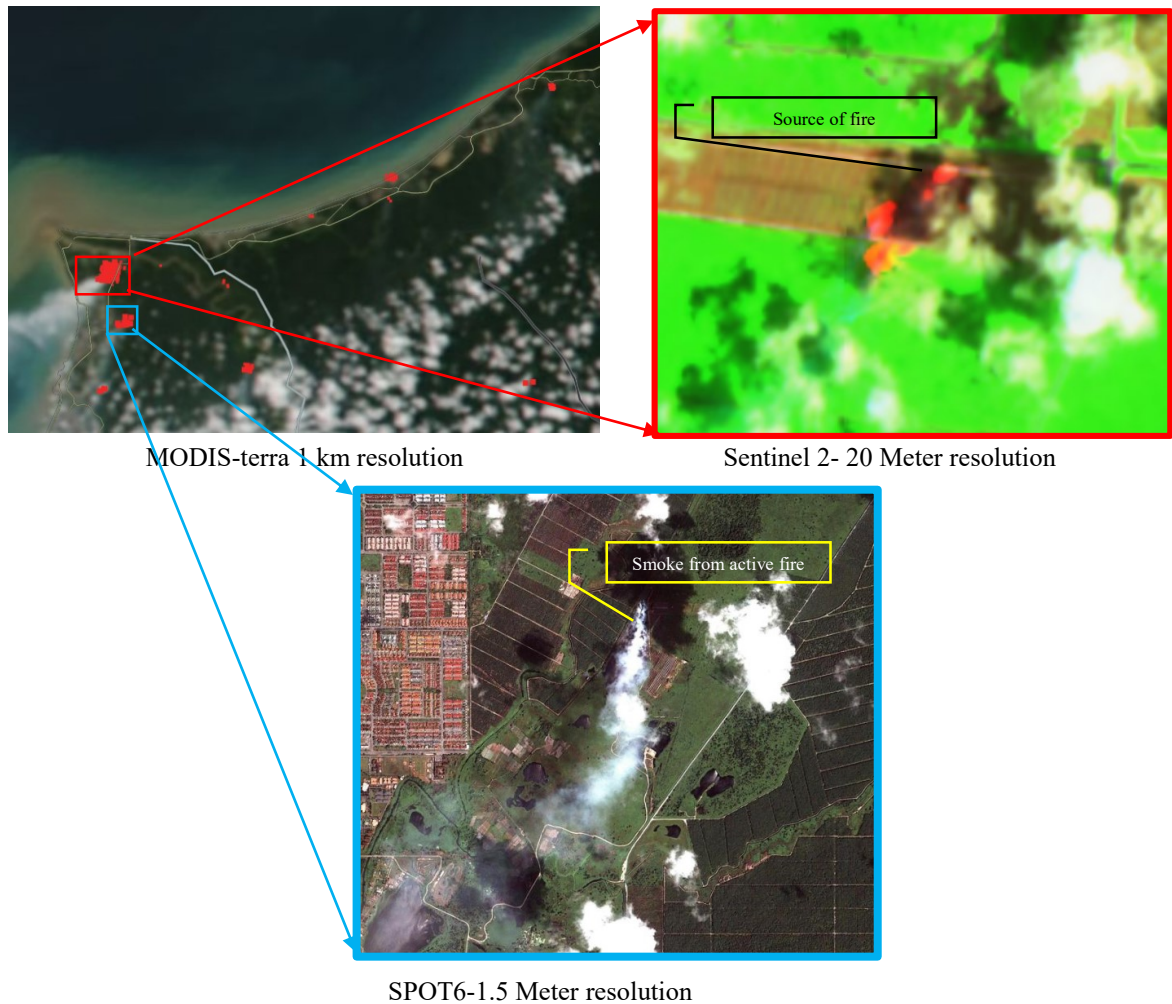 Source of fire
MODIS-terra 1 km resolution
Sentinel 2- 20 Meter resolution
Smoke from active fire
SPOT6-1.5 Meter resolution